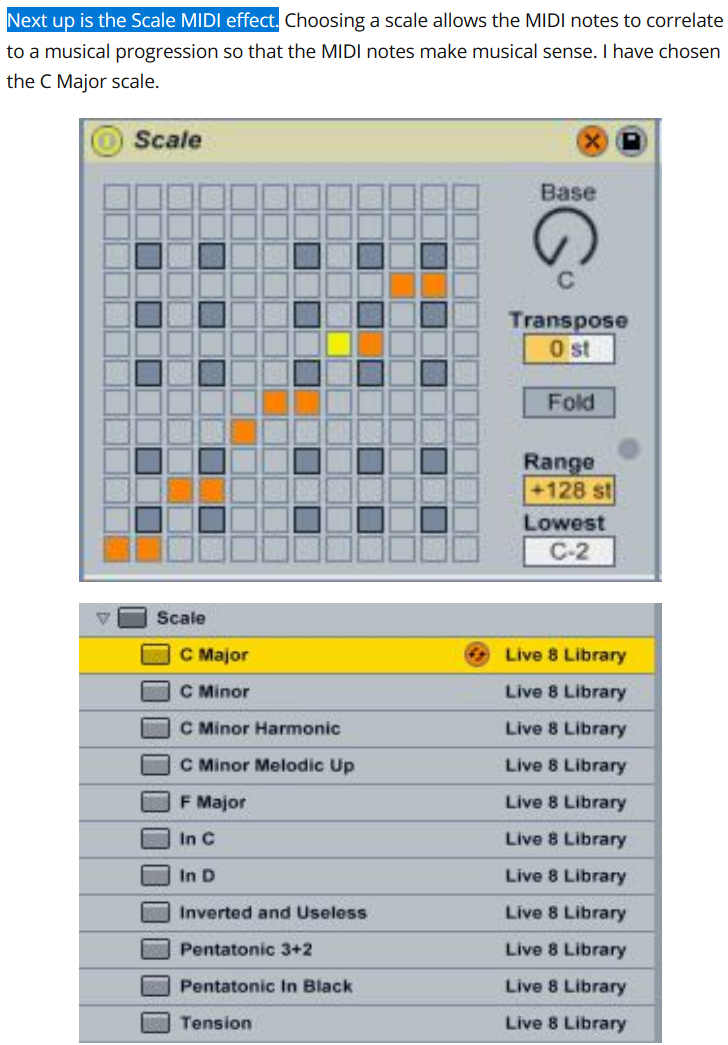 Next up is the Scale MIDI effect. Choosing a scale allows the MIDI notes to correlate
to a musical progression so that the MIDI notes make musical sense. I have chosen
the C Major scale.
Scale
Base
C
Transpose
0 st
Fold
Range
+128 st
Lowest
C-2
Scale
C Major Live 8 Library
C Minor Live 8 Library
C Minor Harmonic Live 8 Library
C Minor Melodic Up Live 8 Library
F Major Live 8 Library
In C Live 8 Library
In D Live 8 Library
Inverted and Useless Live 8 Library
Pentatonic 3+2 Live 8 Library
Pentatonic In Black Live 8 Library
Tension Live 8 Library